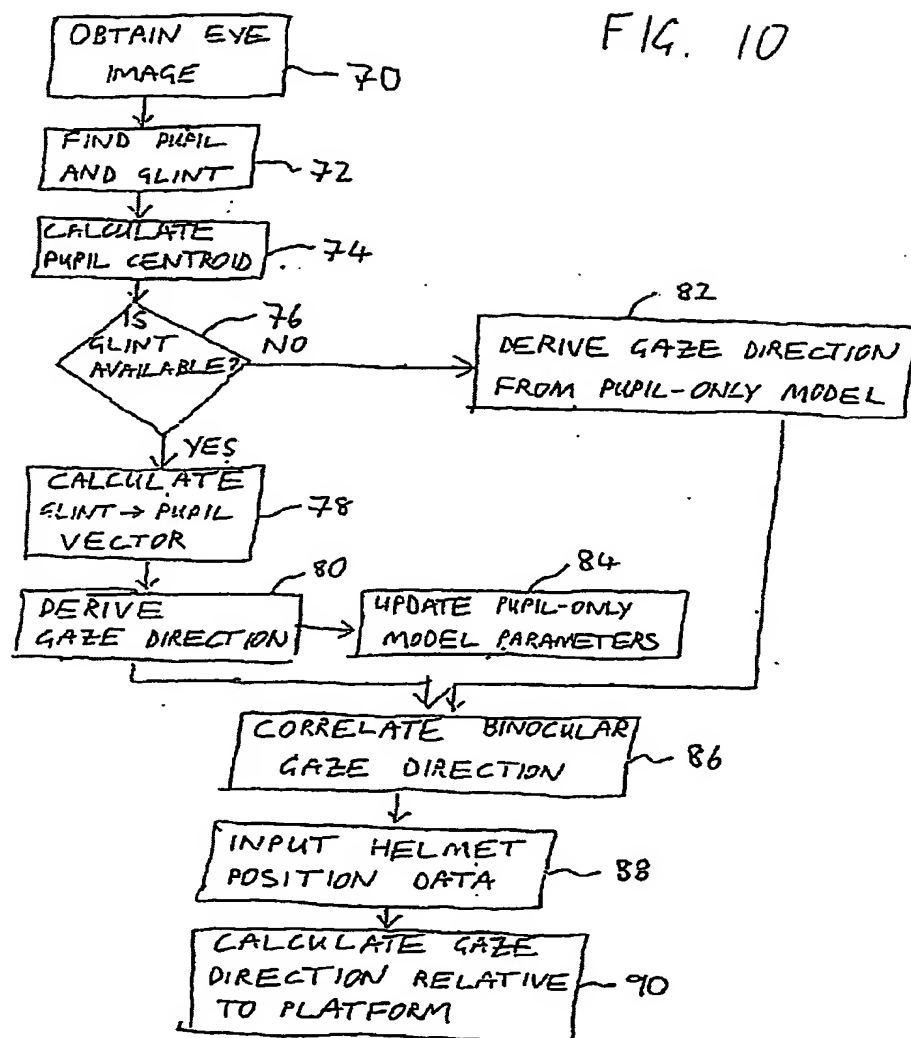 FIG. 10
OBTAIN EYE
IMAGE
70
FIND PUPIL
AND GLINT
72
CALCULATE
PUPIL CENTROID
74
IS
GLINT
AVAILABLE?
76
NO
82
DERIVE GAZE DIRECTION
FROM PUPIL-ONLY MODEL
YES
CALCULATE
GLINT → PUPIL
VECTOR
78
80
DERIVE
GAZE DIRECTION
84
UPDATE PUPIL-ONLY
MODEL PARAMETERS
CORRELATE BINOCULAR
GAZE DIRECTION
86
INPUT HELMET
POSITION DATA
88
CALCULATE GAZE
DIRECTION RELATIVE
TO PLATFORM
90